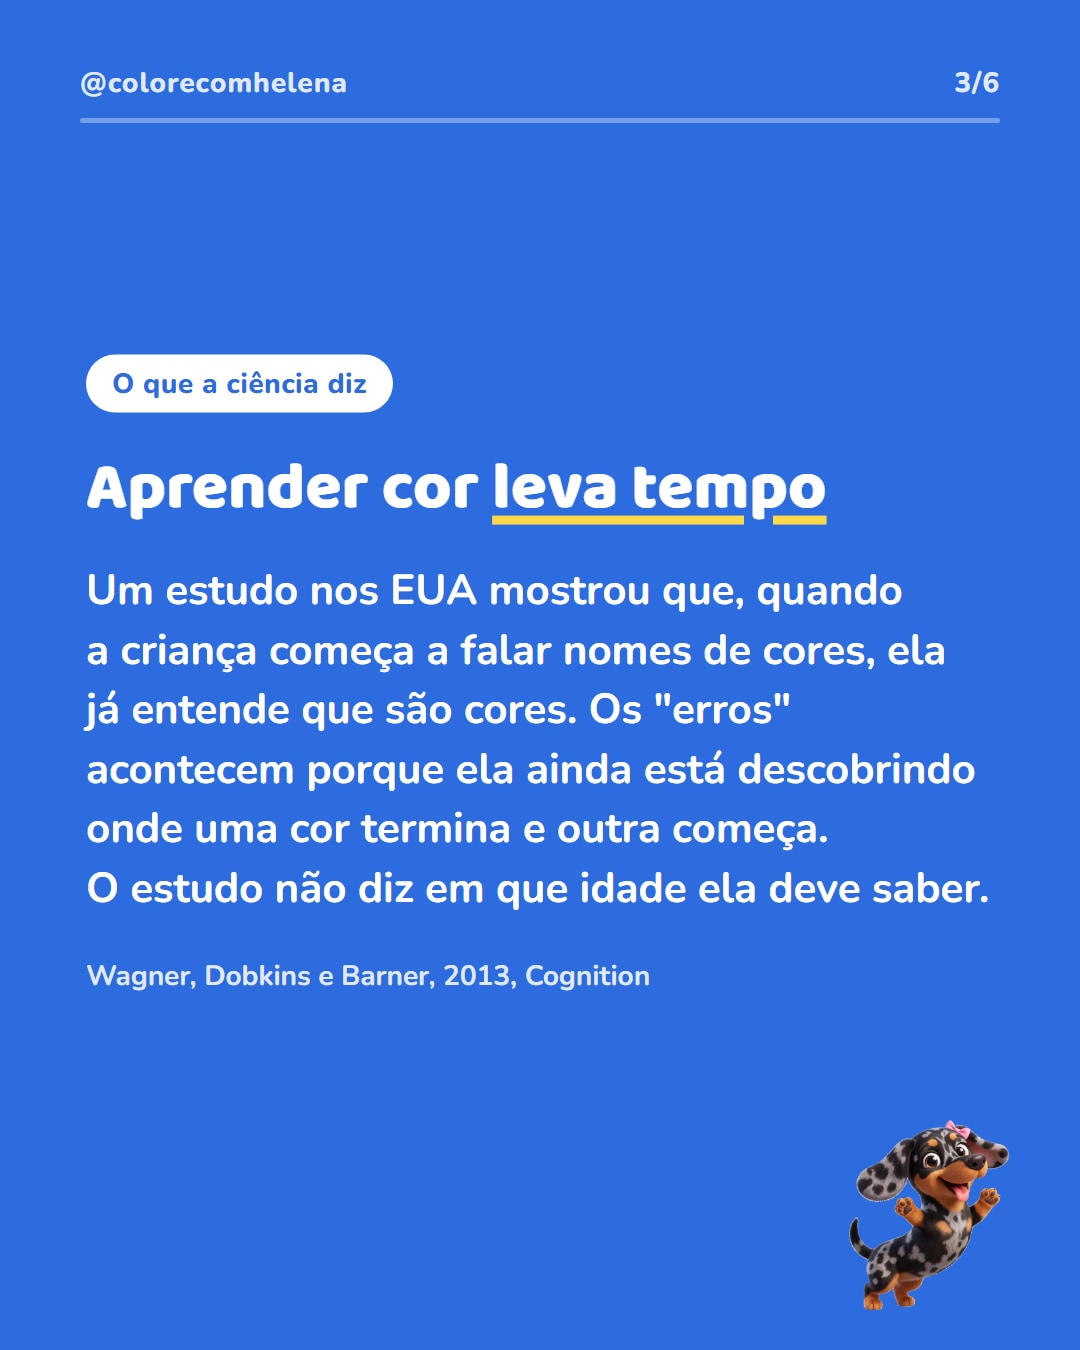 @colorecomhelena
3/6
O que a ciência diz
Aprender cor leva tempo
Um estudo nos EUA mostrou que, quando
a criança começa a falar nomes de cores, ela
já entende que são cores. Os "erros"
acontecem porque ela ainda está descobrindo
onde uma cor termina e outra começa.
O estudo não diz em que idade ela deve saber.
Wagner, Dobkins e Barner, 2013, Cognition